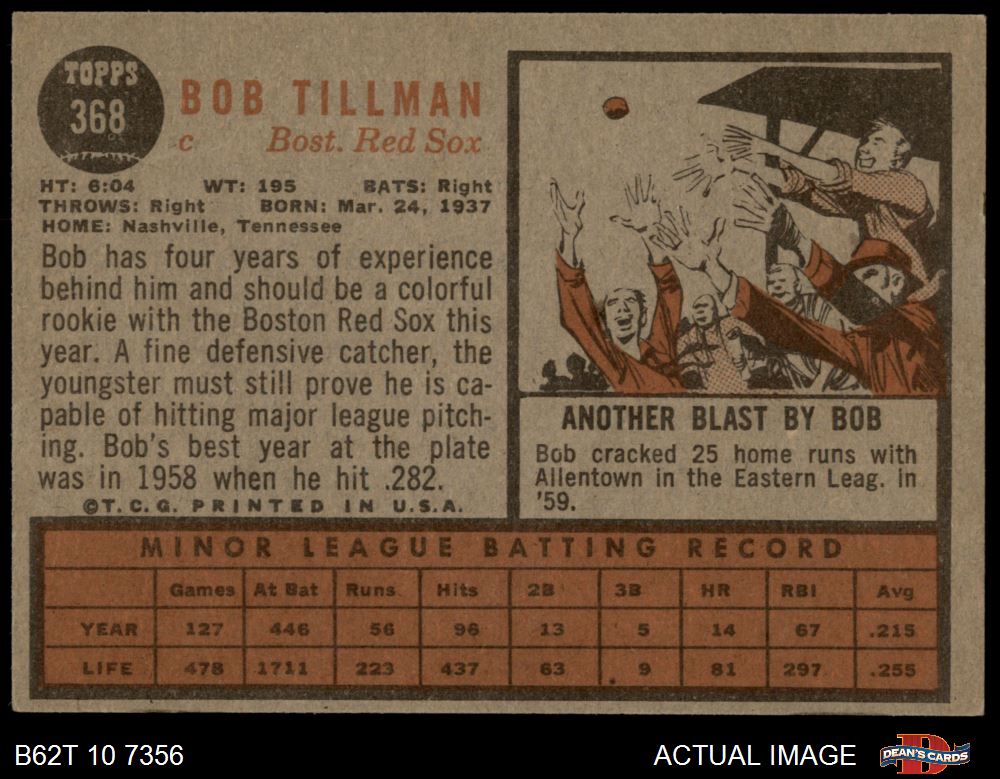 TOPPS
368
BOB TILLMAN
c Bost. Red Sox
HT: 6:04 WT: 195 BATS: Right
THROWS: Right BORN: Mar. 24, 1937
HOME: Nashville, Tennessee
Bob has four years of experience
behind him and should be a colorful
rookie with the Boston Red Sox this
year. A fine defensive catcher, the
youngster must still prove he is ca-
pable of hitting major league pitch-
ing. Bob's best year at the plate
was in 1958 when he hit .282.
©T.C.G. PRINTED IN U.S.A.
ANOTHER BLAST BY BOB
Bob cracked 25 home runs with
Allentown in the Eastern Leag. in
'59.
MINOR LEAGUE BATTING RECORD
Games At Bat Runs Hits 2B 3B HR RBI Avg
YEAR 127 446 56 96 13 5 14 67 .215
LIFE 478 1711 223 437 63 9 81 297 .255
B62T 10 7356
ACTUAL IMAGE
DEAN'S CARDS